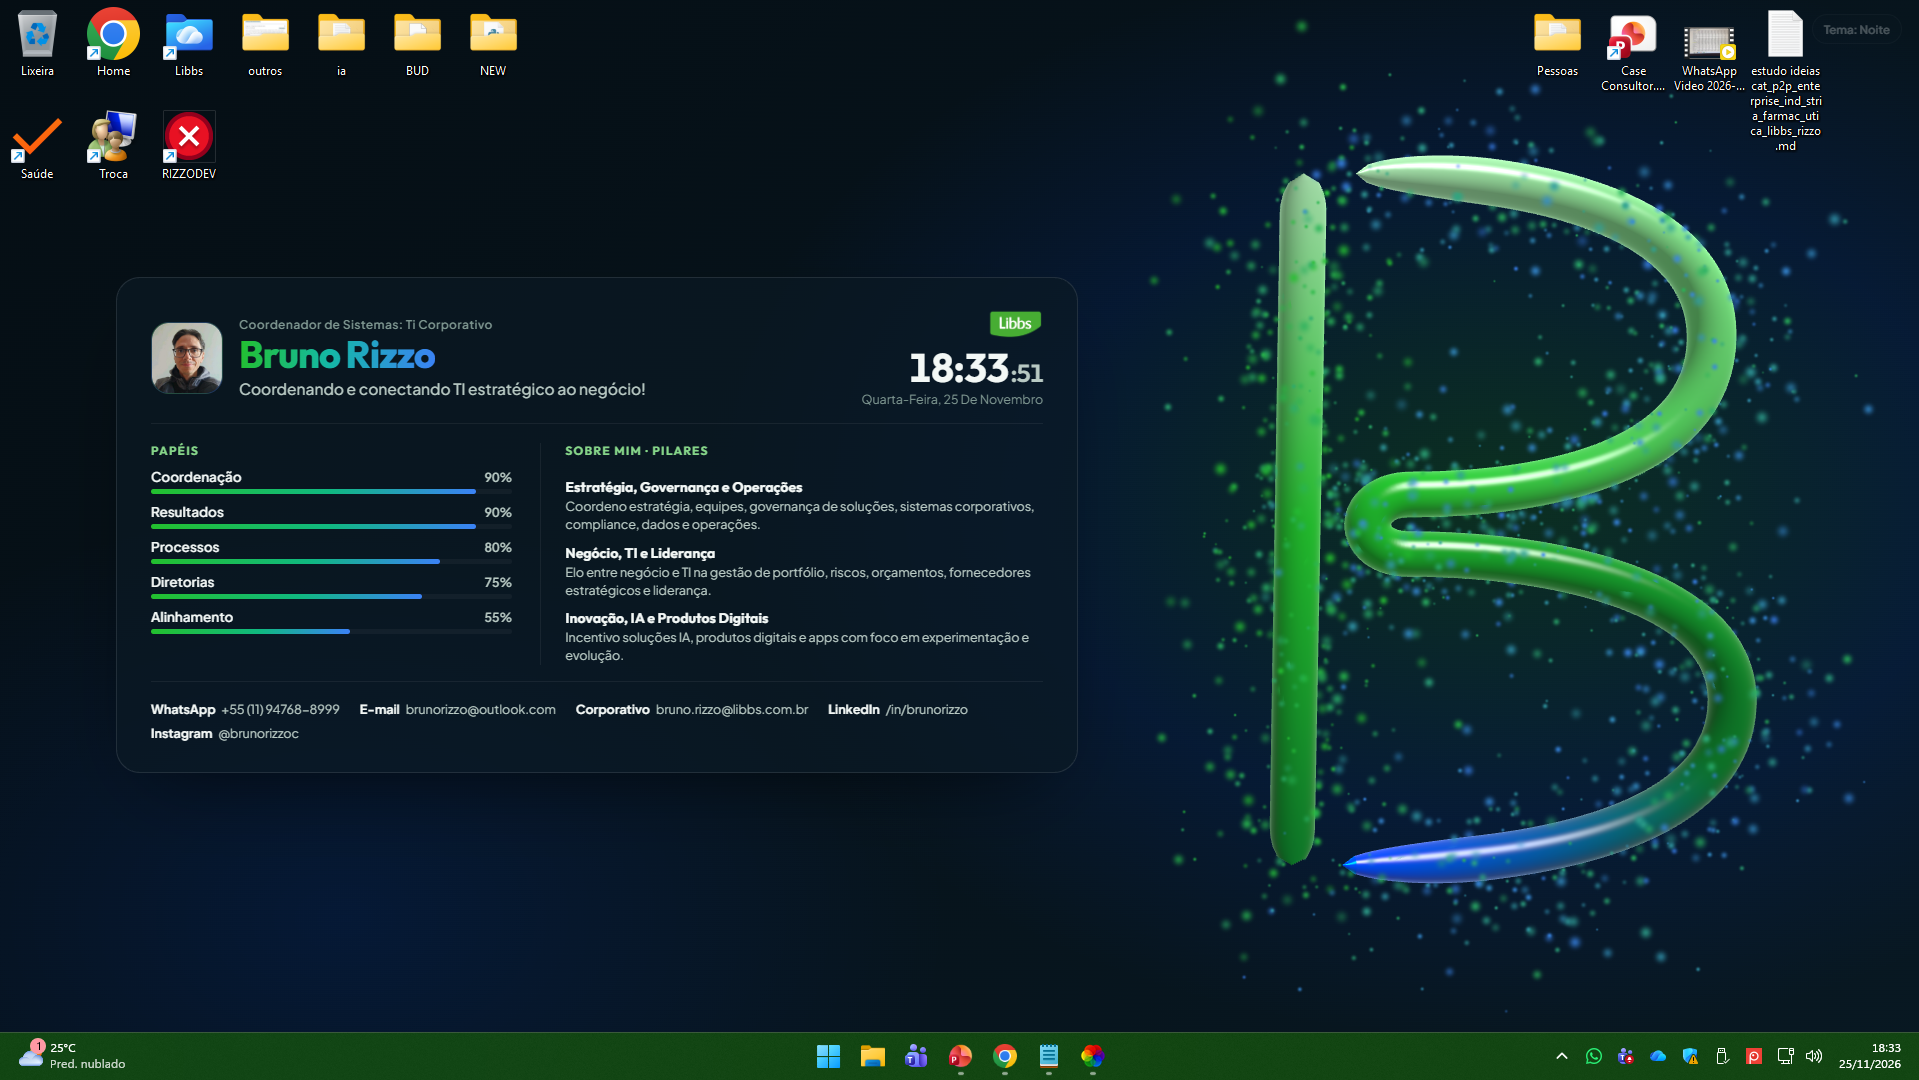 Lixeira
Home
Libbs
outros
ia
BUD
NEW
Pessoas
Case
Consultor....
WhatsApp
Video 2026-...
estudo ideias
cat_p2p_ente
rprise_ind_stri
a_farmac_uti
ca_libbs_rizzo
.md
Tema: Noite
Saúde
Troca
RIZZODEV
Coordenador de Sistemas: Ti Corporativo
Bruno Rizzo
Coordenando e conectando TI estratégico ao negócio!
Libbs
18:33:51
Quarta-Feira, 25 De Novembro
PAPÉIS
Coordenação 90%
Resultados 90%
Processos 80%
Diretorias 75%
Alinhamento 55%
SOBRE MIM · PILARES
Estratégia, Governança e Operações
Coordeno estratégia, equipes, governança de soluções, sistemas corporativos,
compliance, dados e operações.
Negócio, TI e Liderança
Elo entre negócio e TI na gestão de portfólio, riscos, orçamentos, fornecedores
estratégicos e liderança.
Inovação, IA e Produtos Digitais
Incentivo soluções IA, produtos digitais e apps com foco em experimentação e
evolução.
WhatsApp +55 (11) 94768-8999 E-mail brunorizzo@outlook.com Corporativo bruno.rizzo@libbs.com.br LinkedIn /in/brunorizzo
Instagram @brunorizzoc
1
25°C
Pred. nublado
18:33
25/11/2026